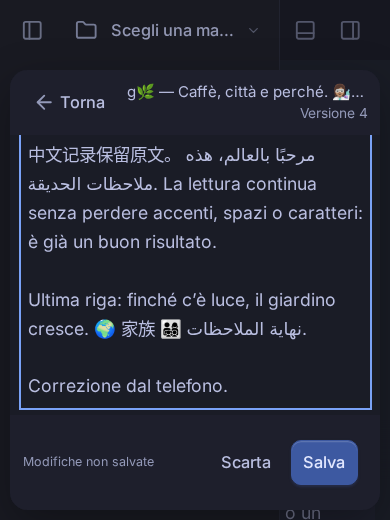 Scegli una ma...
Torna
g🌿 — Caffè, città e perché. 👩🏽‍🔬...
Versione 4
中文记录保留原文。 مرحبًا بالعالم، هذه
ملاحظات الحديقة. La lettura continua
senza perdere accenti, spazi o caratteri:
è già un buon risultato.
Ultima riga: finché c’è luce, il giardino
cresce. 🌍 家族 👨‍👩‍👧‍👦 نهاية الملاحظات.
Correzione dal telefono.
Modifiche non salvate
Scarta
Salva
o un